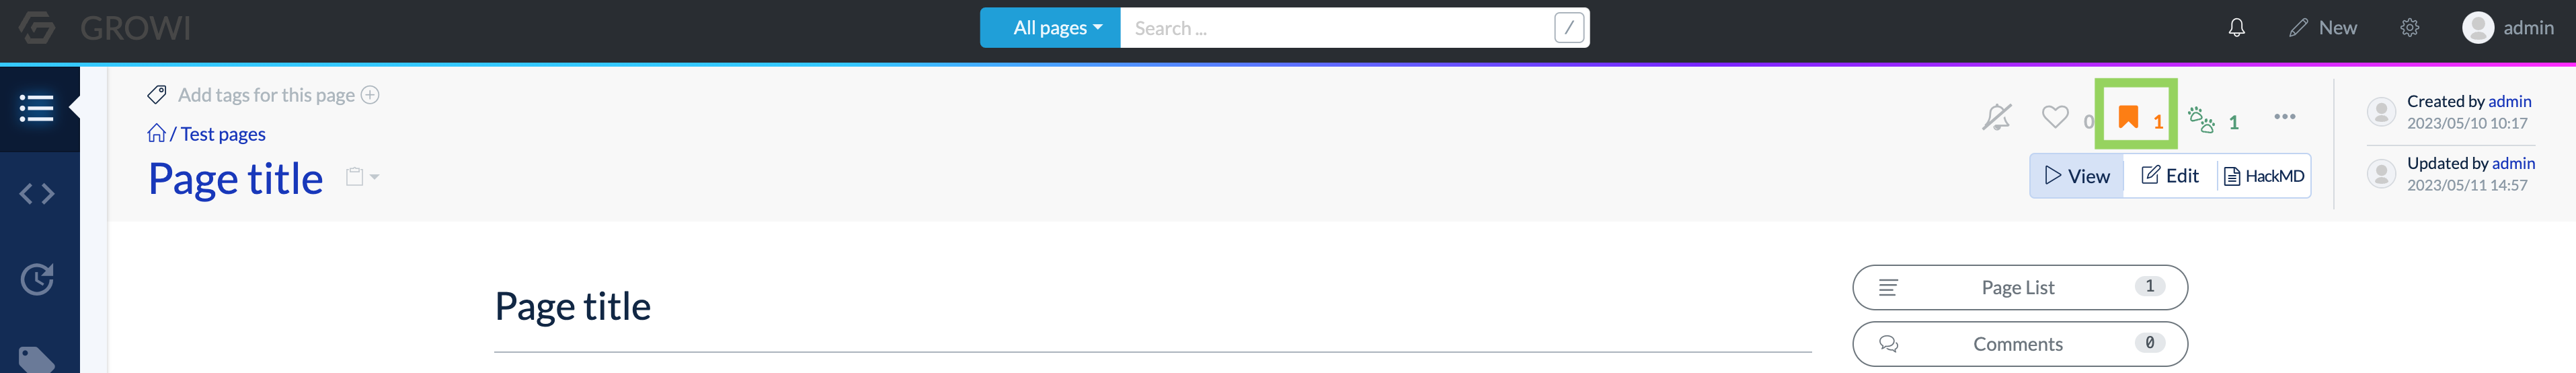 GROWI
All pages
Search ...
/
New
admin
Add tags for this page
/ Test pages
Page title
0
1
1
View
Edit
HackMD
Created by admin
2023/05/10 10:17
Updated by admin
2023/05/11 14:57
Page title
Page List 1
Comments 0